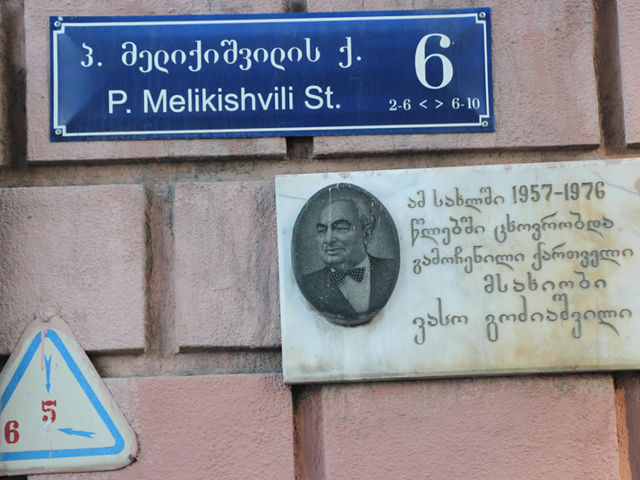 პ. მელიქიშვილის ქ.
P. Melikishvili St.
6
2-6 < > 6-10
ამ სახლში 1957-1976
წლებში ცხოვრობდა
გამოჩენილი ქართველი
მსახიობი
ვასო გოძიაშვილი
6 5